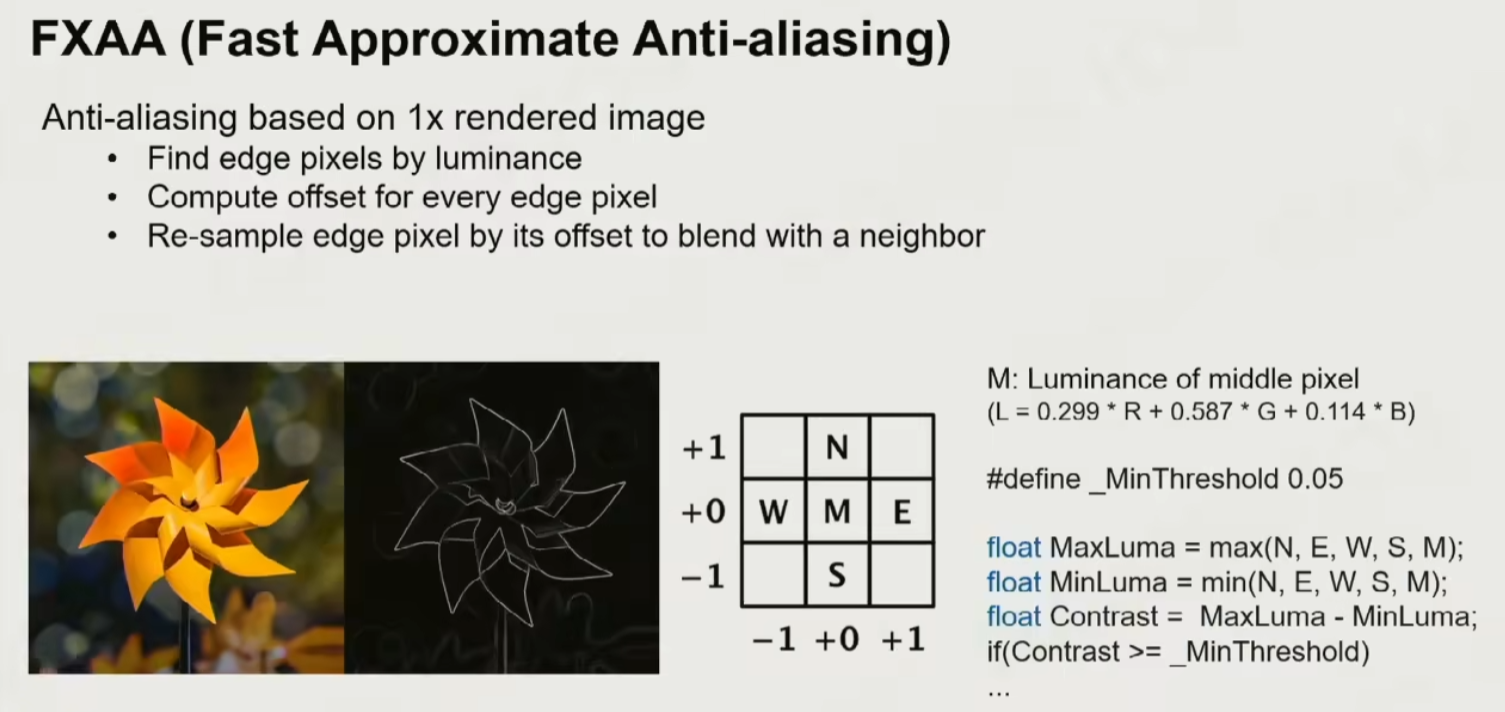 FXAA (Fast Approximate Anti-aliasing)
Anti-aliasing based on 1x rendered image
• Find edge pixels by luminance
• Compute offset for every edge pixel
• Re-sample edge pixel by its offset to blend with a neighbor
+1 N
+0 W M E
−1 S
−1 +0 +1
M: Luminance of middle pixel
(L = 0.299 * R + 0.587 * G + 0.114 * B)
#define _MinThreshold 0.05
float MaxLuma = max(N, E, W, S, M);
float MinLuma = min(N, E, W, S, M);
float Contrast = MaxLuma - MinLuma;
if(Contrast >= _MinThreshold)
...